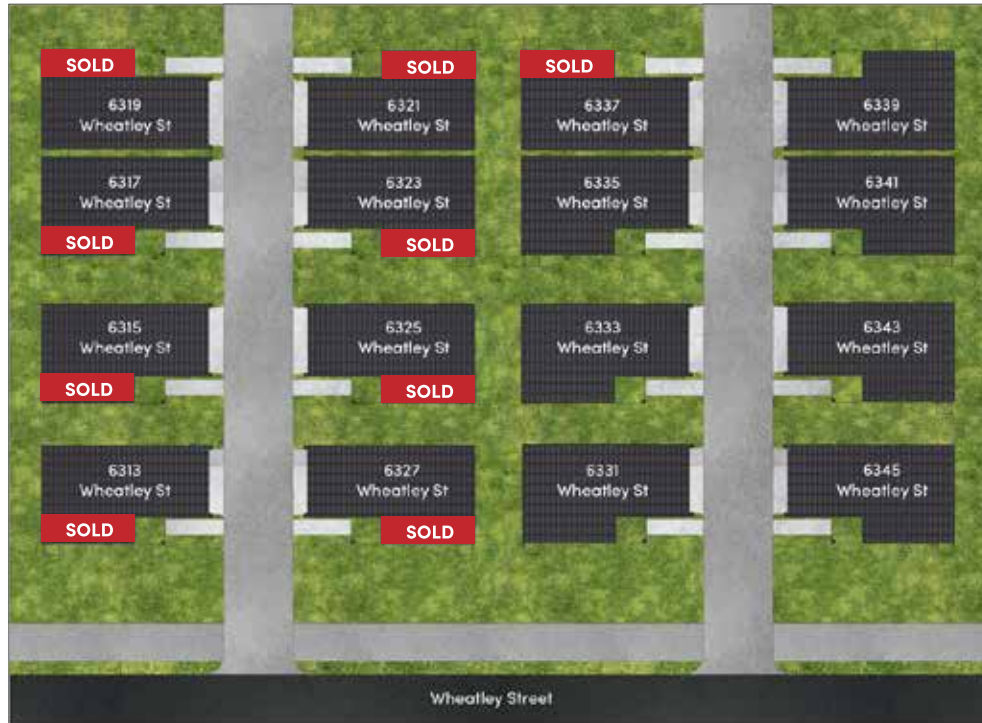 SOLD
SOLD
SOLD
6319
Wheatley St
6321
Wheatley St
6337
Wheatley St
6339
Wheatley St
6317
Wheatley St
6323
Wheatley St
6335
Wheatley St
6341
Wheatley St
SOLD
SOLD
6315
Wheatley St
6325
Wheatley St
6333
Wheatley St
6343
Wheatley St
SOLD
SOLD
6313
Wheatley St
6327
Wheatley St
6331
Wheatley St
6345
Wheatley St
SOLD
SOLD
Wheatley Street